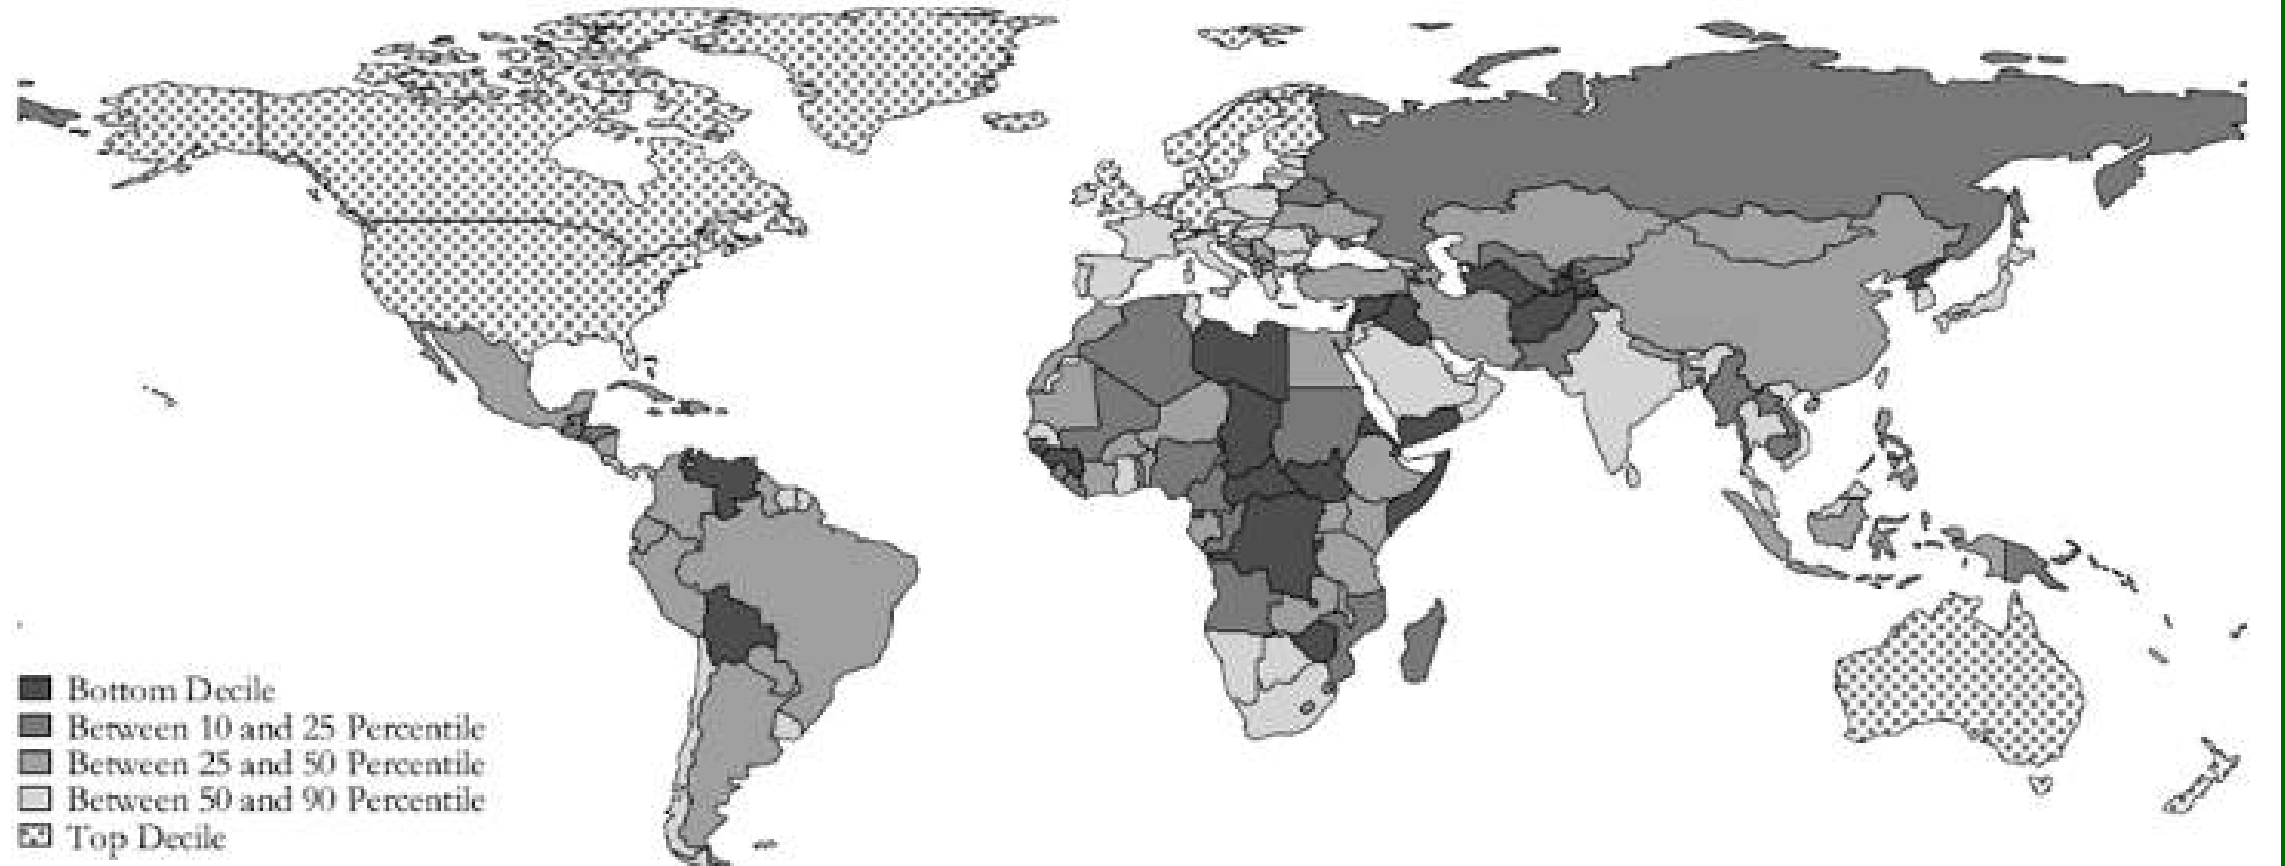 Bottom Decile
Between 10 and 25 Percentile
Between 25 and 50 Percentile
Between 50 and 90 Percentile
Top Decile